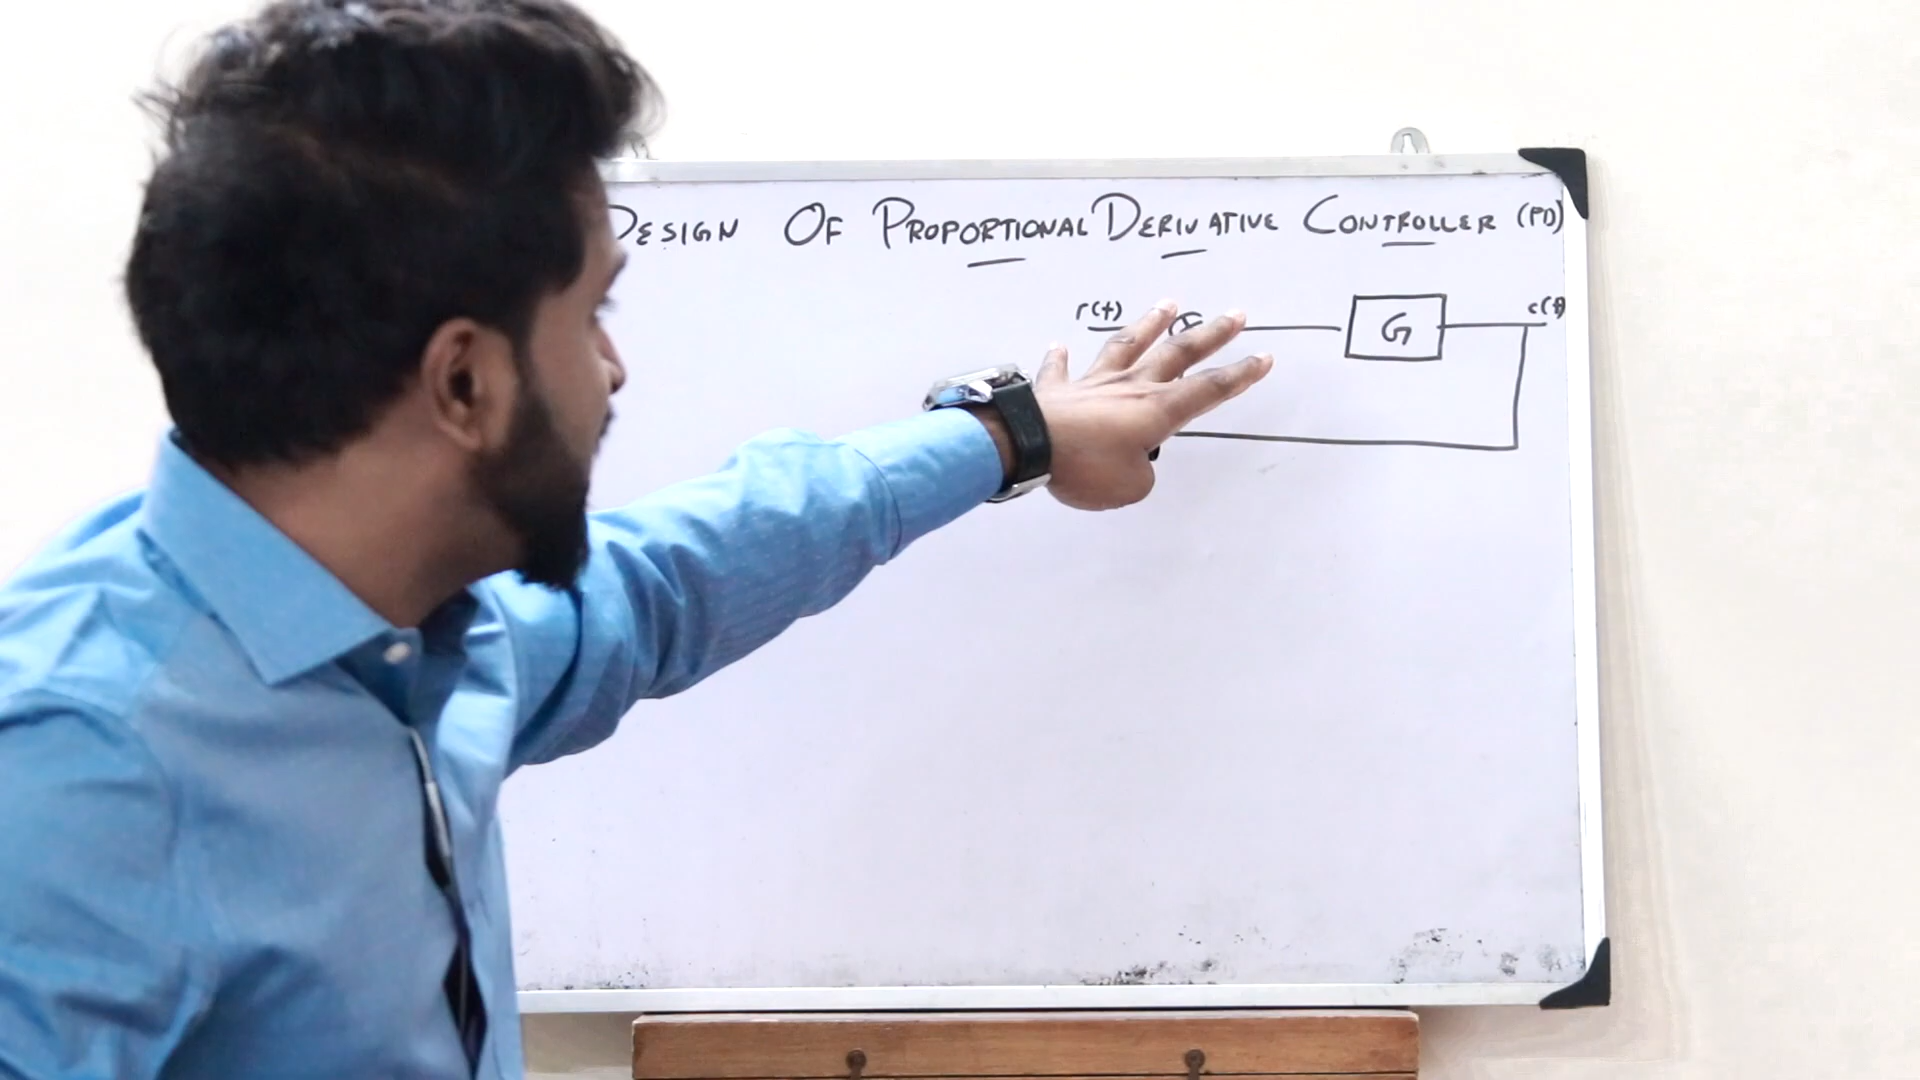 DESIGN OF PROPORTIONAL DERIVATIVE CONTROLLER (PD)
r(t) G c(t)